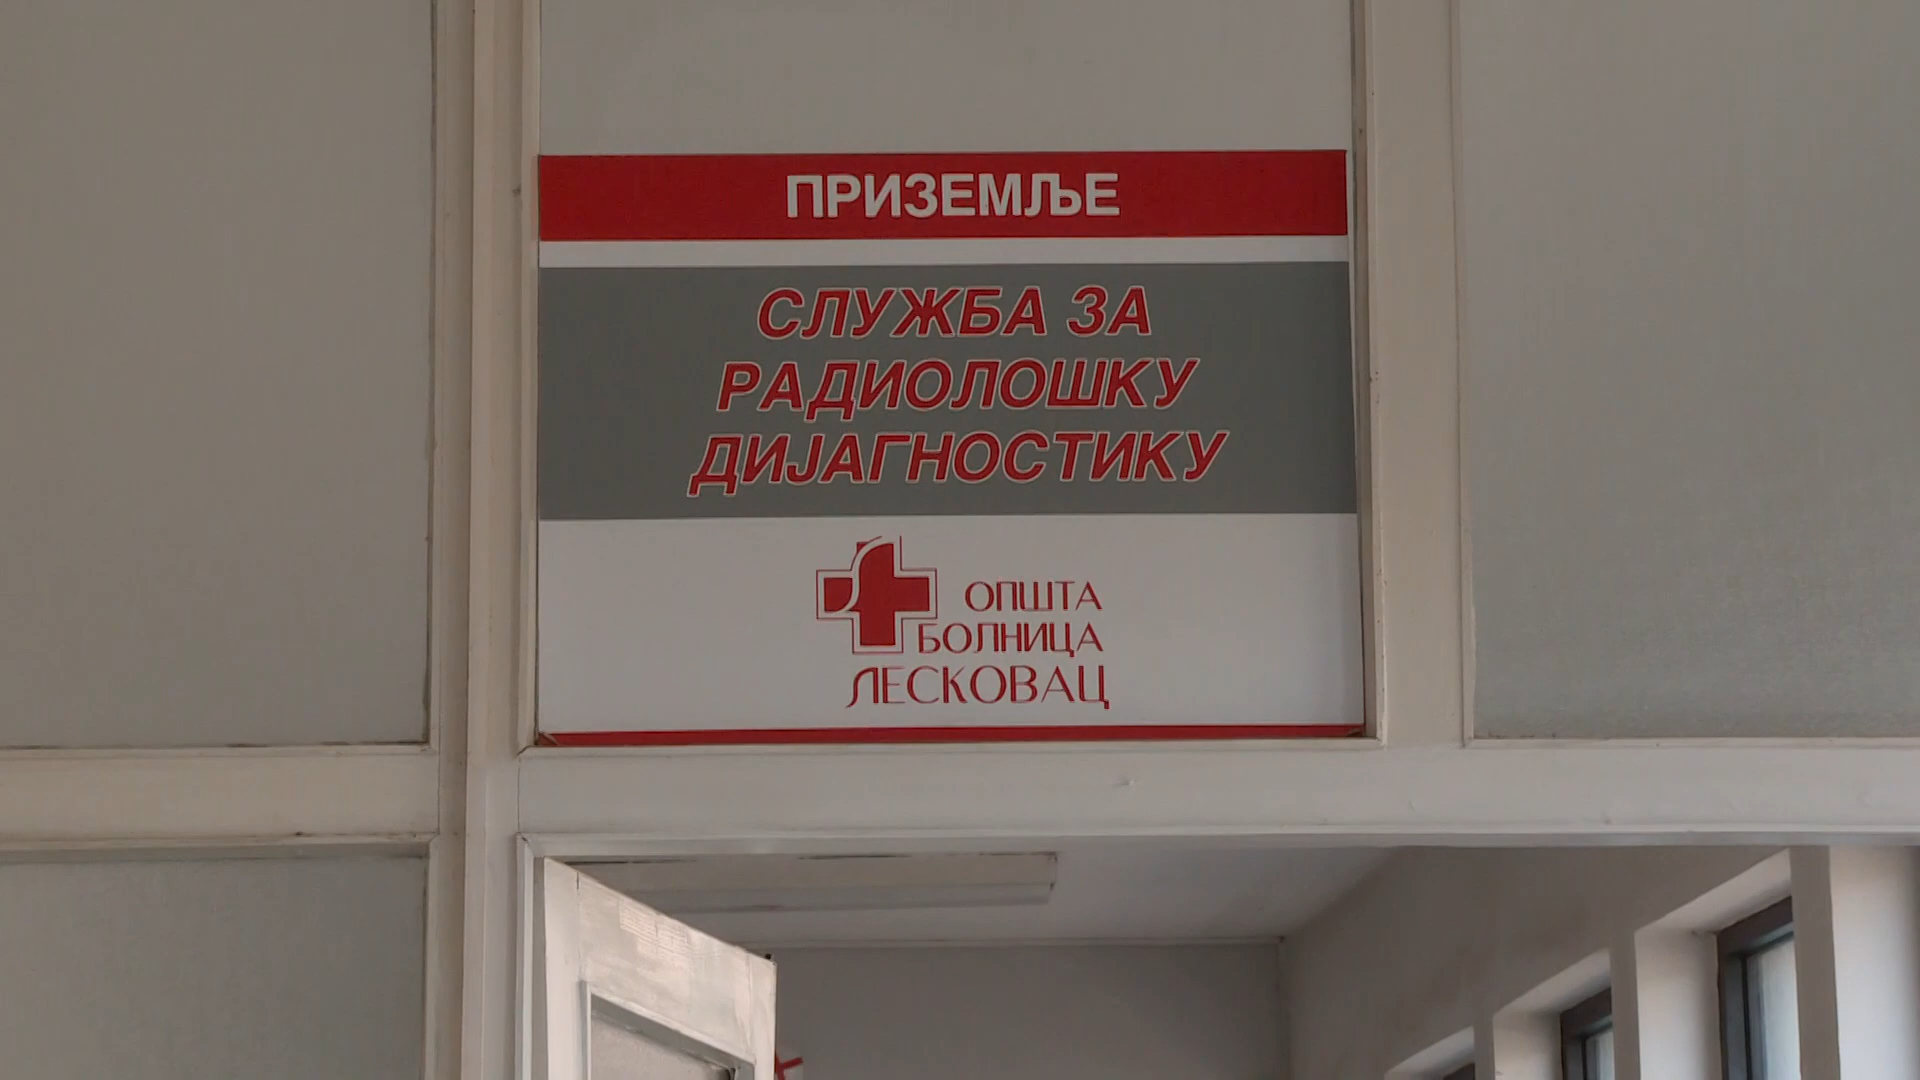 ПРИЗЕМЉЕ
СЛУЖБА ЗА
РАДИОЛОШКУ
ДИЈАГНОСТИКУ
ОПШТА
БОЛНИЦА
ЛЕСКОВАЦ